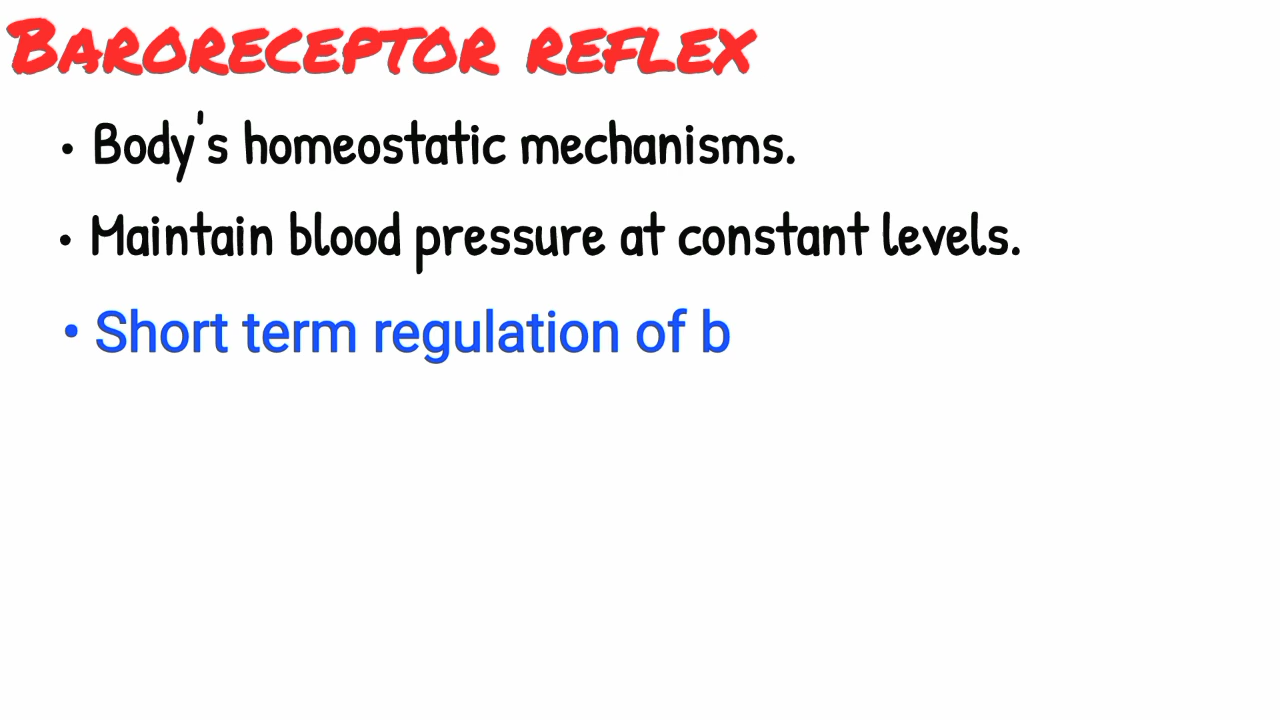 BARORECEPTOR REFLEX
• Body's homeostatic mechanisms.
• Maintain blood pressure at constant levels.
• Short term regulation of b